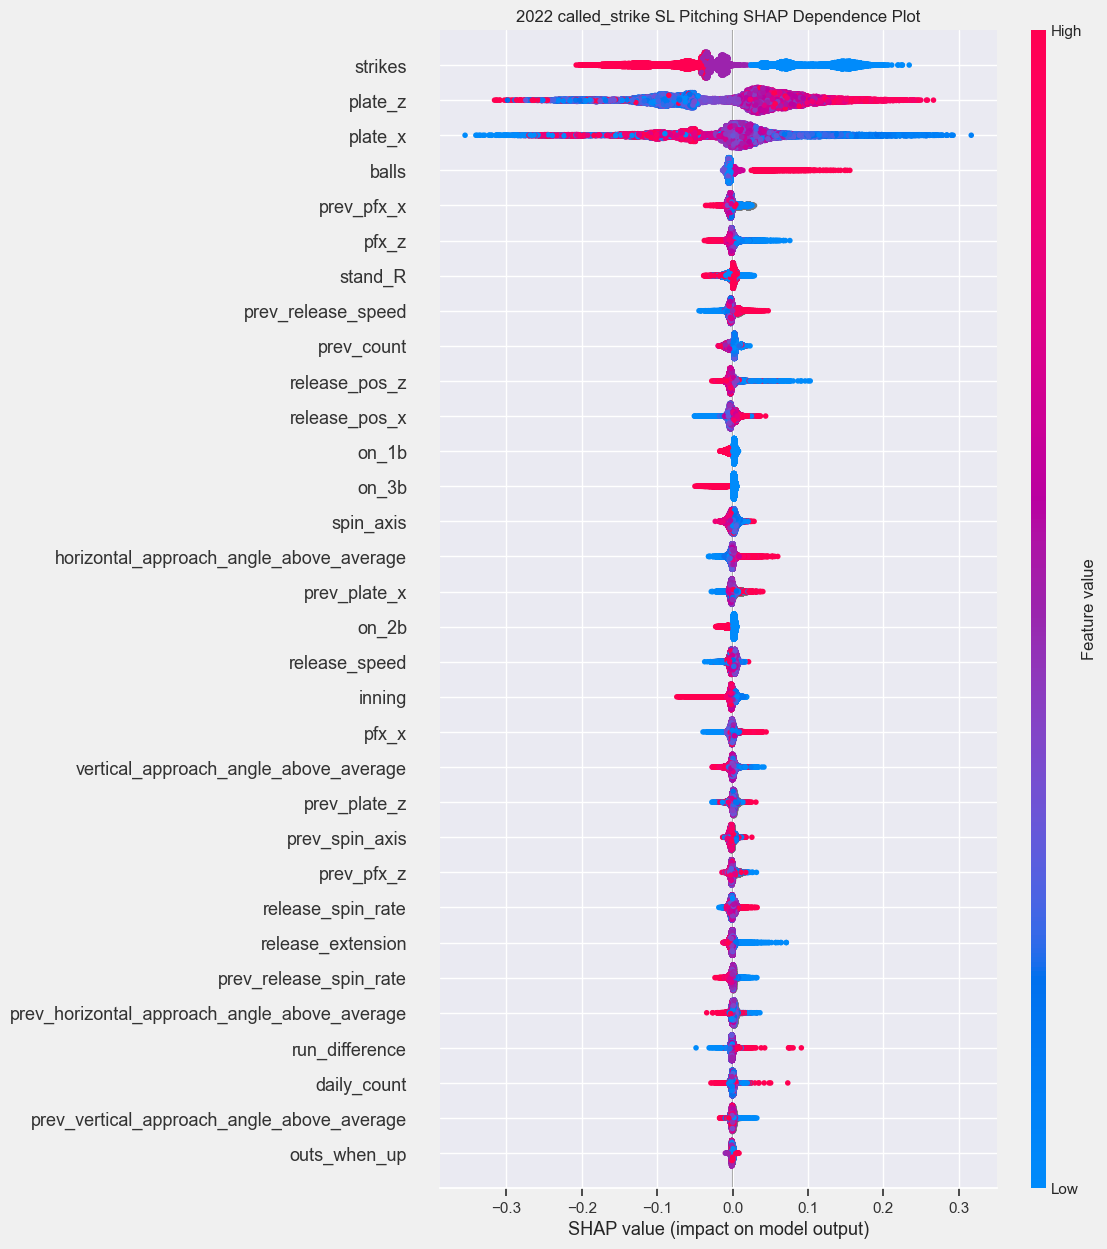 2022 called_strike SL Pitching SHAP Dependence Plot
High
strikes
plate_z
plate_x
balls
prev_pfx_x
pfx_z
stand_R
prev_release_speed
prev_count
release_pos_z
release_pos_x
on_1b
on_3b
spin_axis
horizontal_approach_angle_above_average
prev_plate_x
on_2b
release_speed
inning
pfx_x
vertical_approach_angle_above_average
prev_plate_z
prev_spin_axis
prev_pfx_z
release_spin_rate
release_extension
prev_release_spin_rate
prev_horizontal_approach_angle_above_average
run_difference
daily_count
prev_vertical_approach_angle_above_average
outs_when_up
Feature value
Low
−0.3 −0.2 −0.1 0.0 0.1 0.2 0.3
SHAP value (impact on model output)